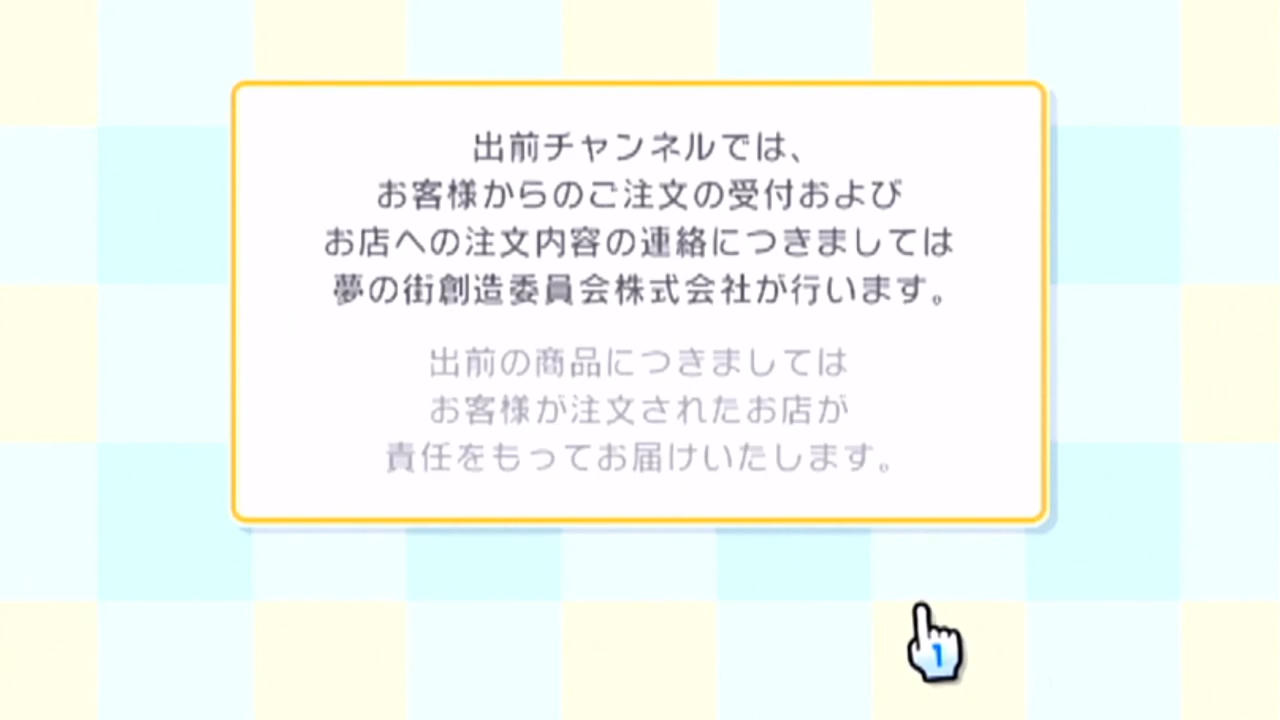 出前チャンネルでは、
お客様からのご注文の受付および
お店への注文内容の連絡につきましては
夢の街創造委員会株式会社が行います。
出前の商品につきましては
お客様が注文されたお店が
責任をもってお届けいたします。
1